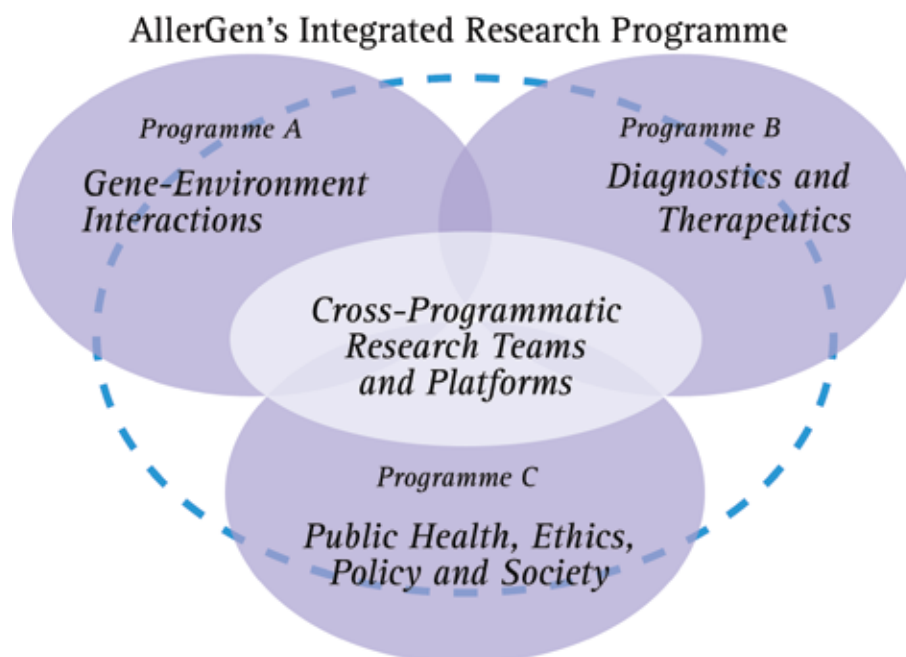 AllerGen's Integrated Research Programme
Programme A
Gene-Environment
Interactions
Programme B
Diagnostics and
Therapeutics
Cross-Programmatic
Research Teams
and Platforms
Programme C
Public Health, Ethics,
Policy and Society